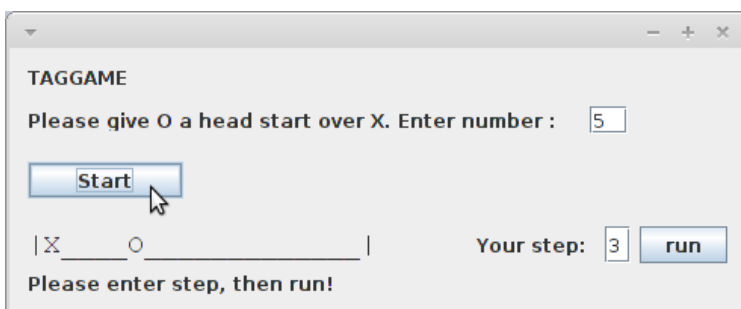 TAGGAME
Please give O a head start over X. Enter number : 5
Start
|X_____O________________| Your step: 3 run
Please enter step, then run!